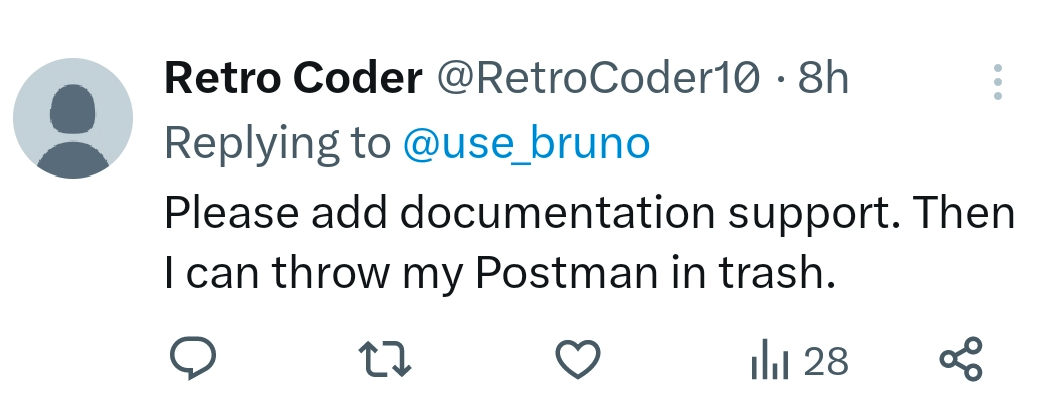 Retro Coder @RetroCoder10 · 8h
Replying to @use_bruno
Please add documentation support. Then
I can throw my Postman in trash.
28